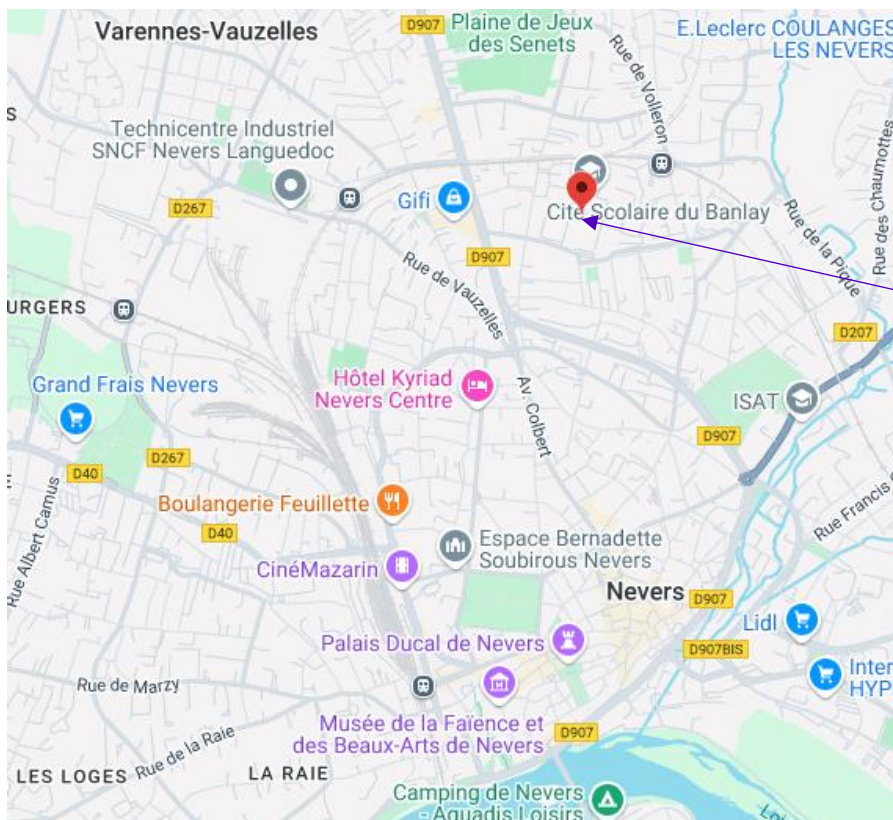 D907
Plaine de Jeux
des Senets
E.Leclerc COULANGES
LES NEVERS
Varennes-Vauzelles
Rue de Volleron
S
Technicentre Industriel
SNCF Nevers Languedoc
Rue des Chaumottes
D267
Gifi
Cité Scolaire du Banlay
Rue de la Pique
D907
Rue de Vauzelles
URGERS
D207
Hôtel Kyriad
Nevers Centre
Grand Frais Nevers
Av. Colbert
ISAT
D907
D267
D40
Boulangerie Feuillette
Rue Albert Camus
D40
Rue Francis
Espace Bernadette
Soubirous Nevers
CinéMazarin
Nevers
D907
Lidl
Palais Ducal de Nevers
D907BIS
Inter
HYP
Rue de Marzy
Musée de la Faïence et
des Beaux-Arts de Nevers
D907
Rue de la Raie
LES LOGES
LA RAIE
Camping de Nevers
- Aquadis Loisirs
Loi